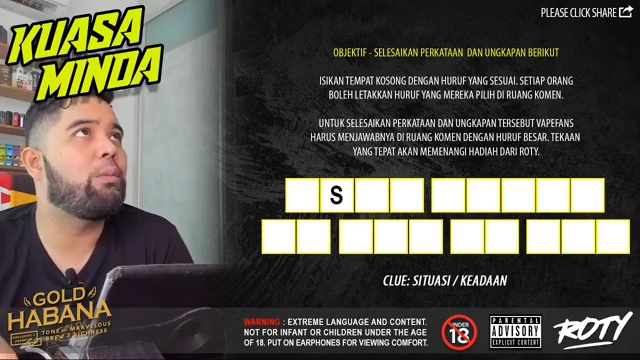 KUASA
MINDA
PLEASE CLICK SHARE
OBJEKTIF - SELESAIKAN PERKATAAN DAN UNGKAPAN BERIKUT
ISIKAN TEMPAT KOSONG DENGAN HURUF YANG SESUAI. SETIAP ORANG
BOLEH LETAKKAN HURUF YANG MEREKA PILIH DI RUANG KOMEN.
UNTUK SELESAIKAN PERKATAAN DAN UNGKAPAN TERSEBUT VAPEFANS
HARUS MENJAWABNYA DI RUANG KOMEN DENGAN HURUF BESAR. TEKAAN
YANG TEPAT AKAN MEMENANGI HADIAH DARI ROTY.
S
CLUE: SITUASI / KEADAAN
GOLD
HABANA
WARNING : EXTREME LANGUAGE AND CONTENT.
NOT FOR INFANT OR CHILDREN UNDER THE AGE
OF 18. PUT ON EARPHONES FOR VIEWING COMFORT.
UNDER
18
PARENTAL
ADVISORY
EXPLICIT CONTENT
ROTY